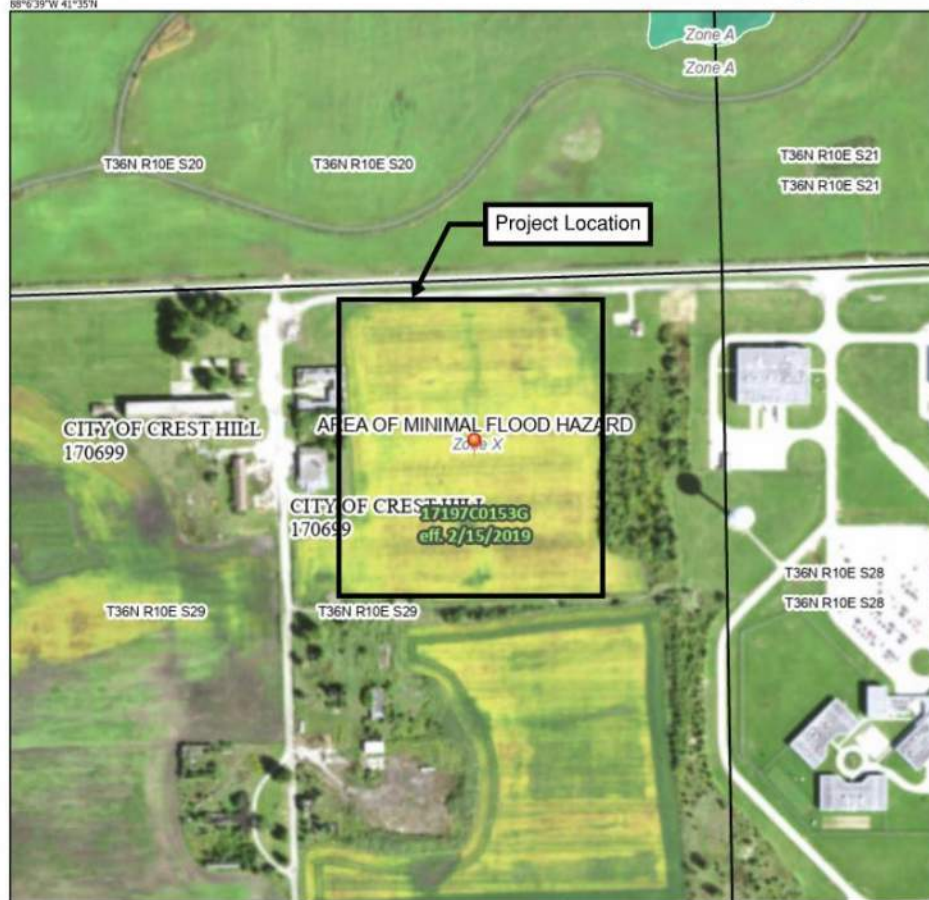 88°6'39"W 41°35'N
Zone A
Zone A
T36N R10E S20
T36N R10E S20
T36N R10E S21
T36N R10E S21
Project Location
CITY OF CREST HILL
170699
AREA OF MINIMAL FLOOD HAZARD
Zone X
CITY OF CREST HILL
170699
17197C0153G
eff. 2/15/2019
T36N R10E S28
T36N R10E S28
T36N R10E S29
T36N R10E S29